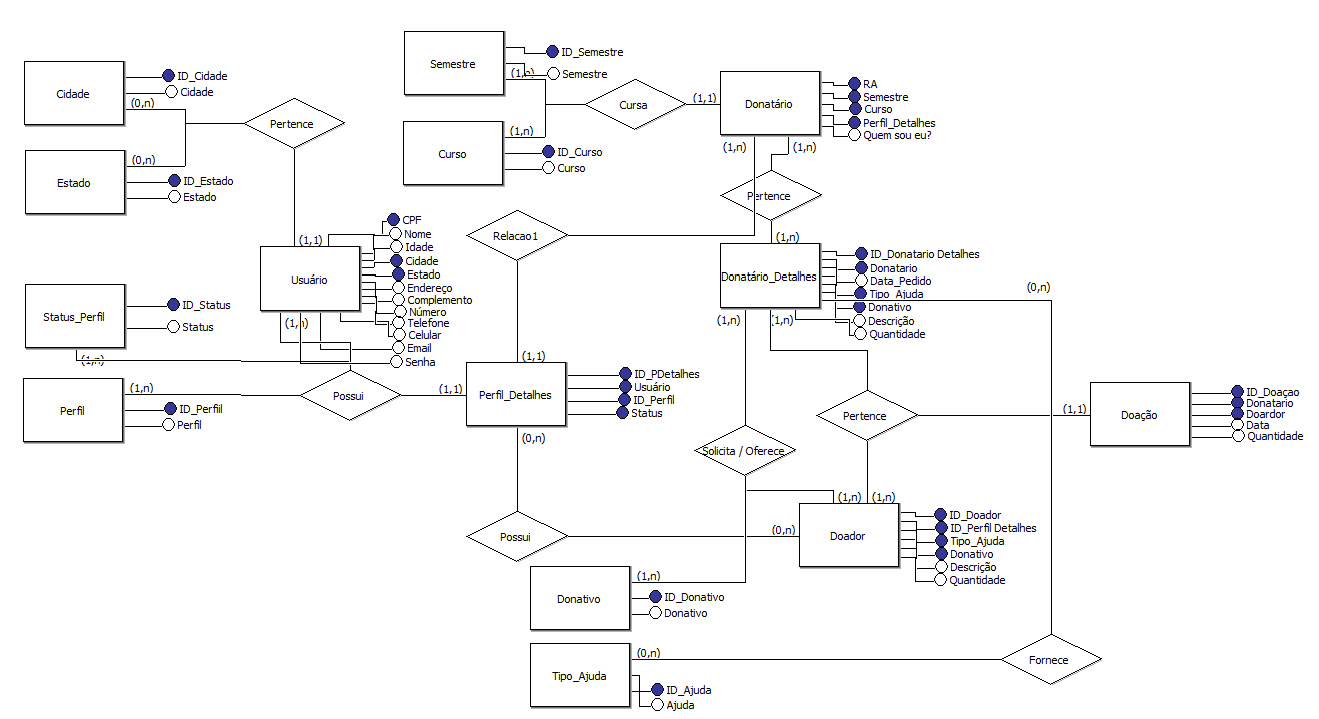 Cidade
ID_Cidade
Cidade
(0,n)
Estado
(0,n)
ID_Estado
Estado
Pertence
(1,1)
Semestre
ID_Semestre
(1,n)
Semestre
Curso
(1,n)
ID_Curso
Curso
Cursa
(1,1)
Donatário
RA
Semestre
Curso
Perfil_Detalhes
Quem sou eu?
(1,n)
(1,n)
Pertence
(1,n)
Relacao1
(1,1)
Usuário
CPF
Nome
Idade
Cidade
Estado
Endereço
Complemento
Número
Telefone
Celular
Email
Senha
(1,n)
Status_Perfil
ID_Status
Status
(1,n)
Perfil
(1,n)
ID_Perfiil
Perfil
Possui
(1,1)
Perfil_Detalhes
ID_PDetalhes
Usuário
ID_Perfil
Status
(0,n)
Donatário_Detalhes
ID_Donatario Detalhes
Donatario
Data_Pedido
Tipo_Ajuda
Donativo
Descrição
Quantidade
(1,n)
(1,n)
(0,n)
Solicita / Oferece
Pertence
(1,1)
Doação
ID_Doaçao
Donatario
Doardor
Data
Quantidade
Possui
(0,n)
(1,n)
(1,n)
Doador
ID_Doador
ID_Perfil Detalhes
Tipo_Ajuda
Donativo
Descrição
Quantidade
Donativo
(1,n)
ID_Donativo
Donativo
Tipo_Ajuda
(0,n)
ID_Ajuda
Ajuda
Fornece